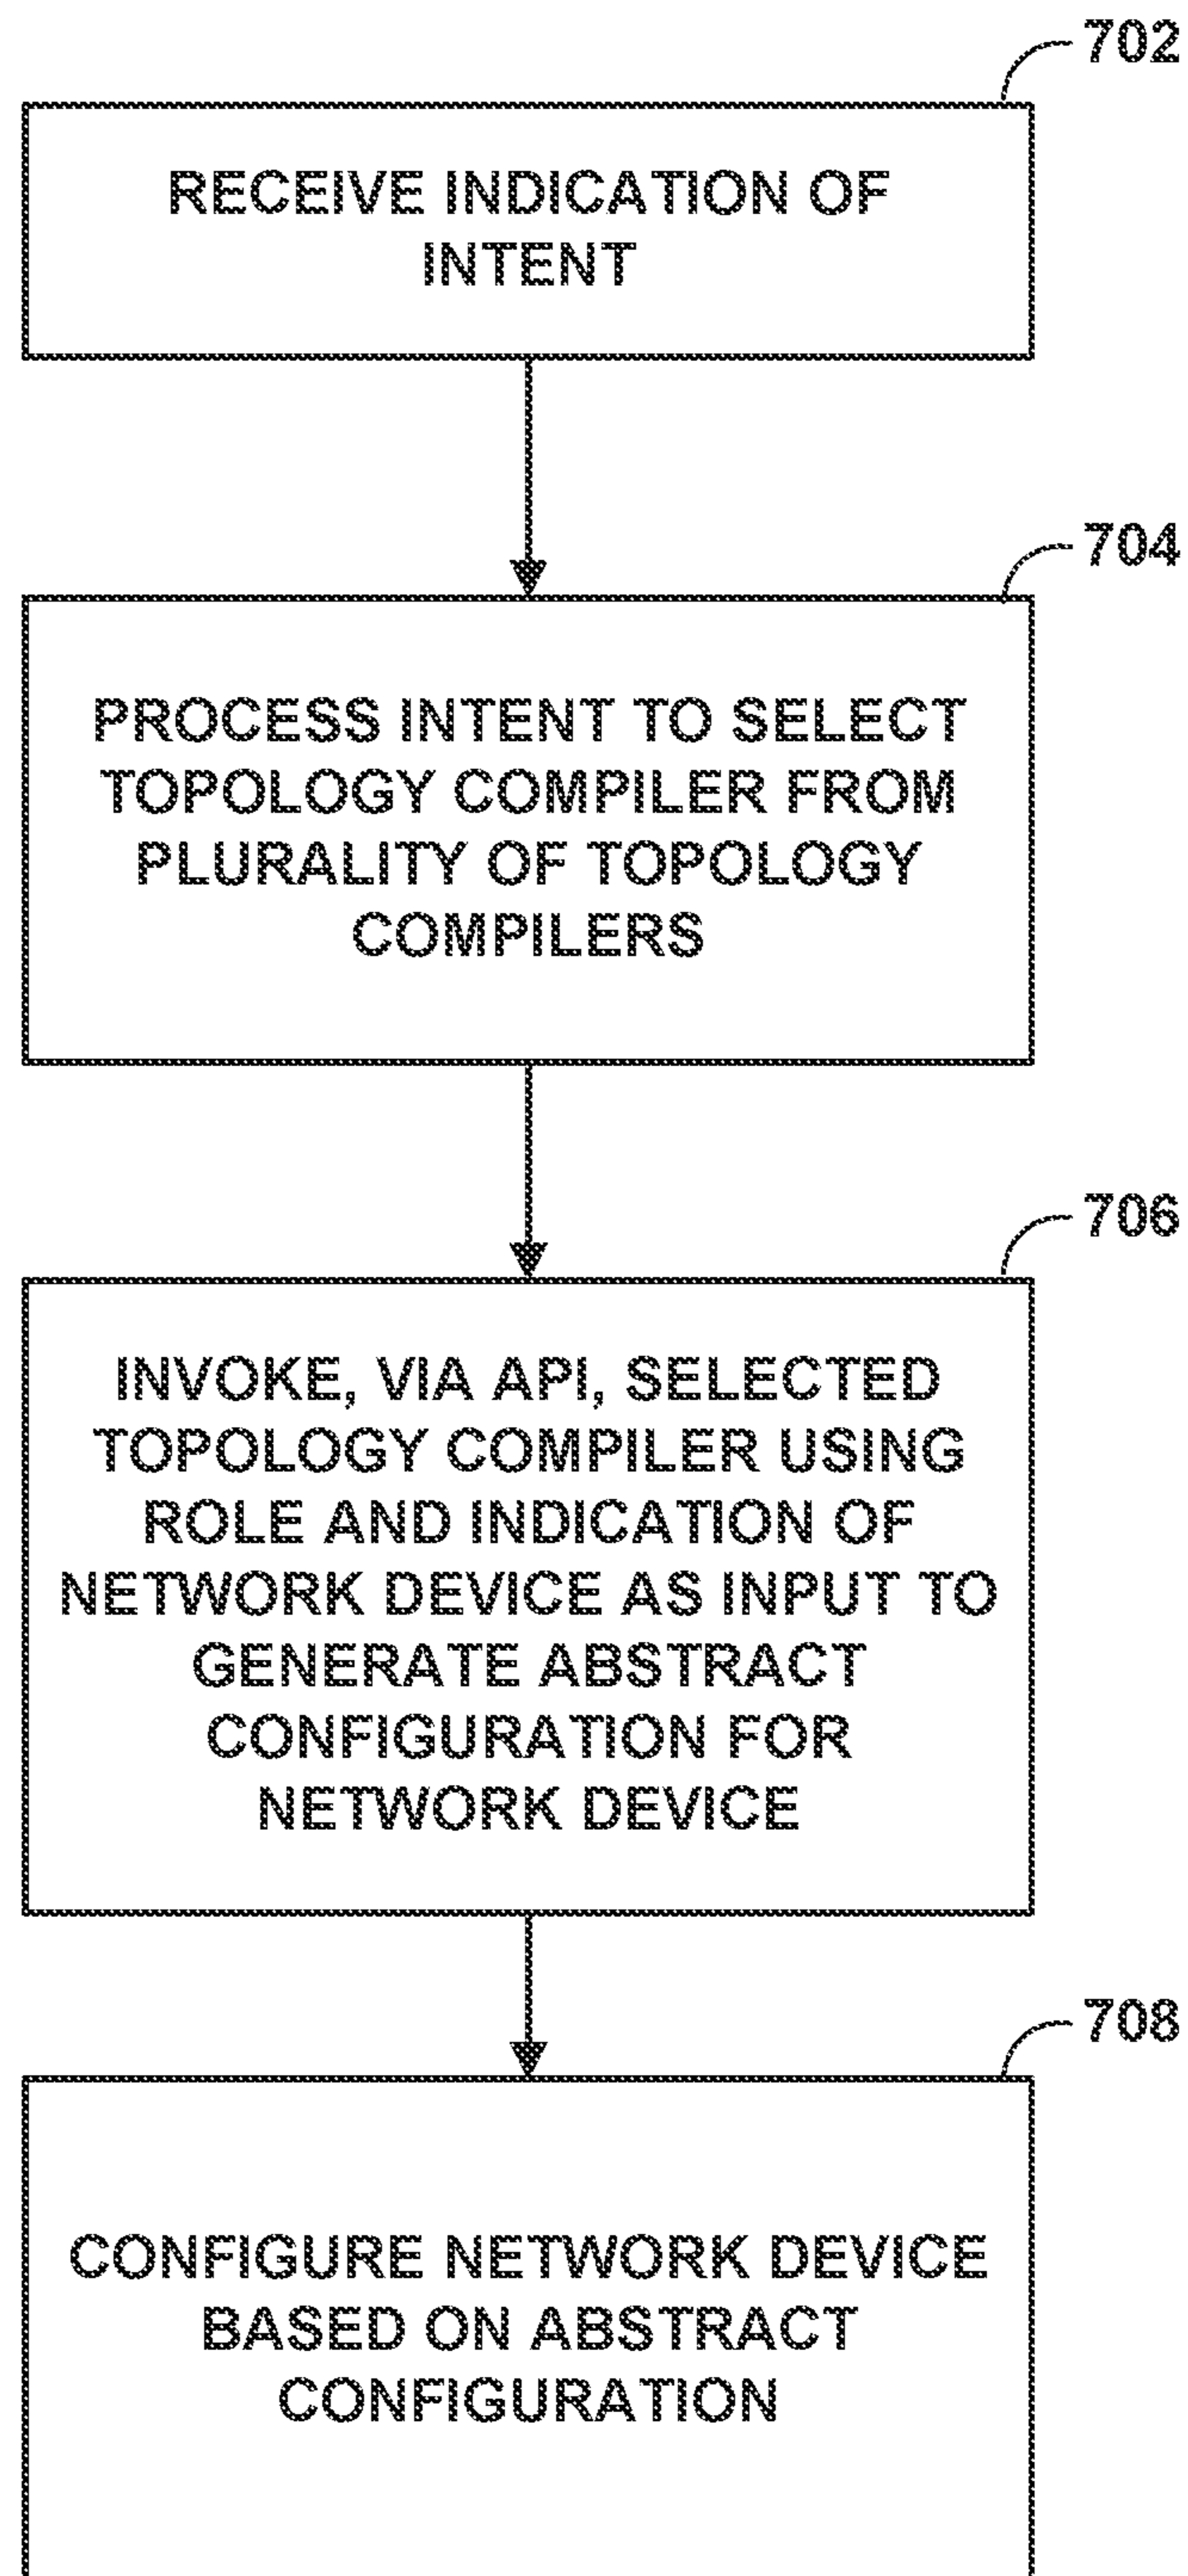 702
RECEIVE INDICATION OF
INTENT
704
PROCESS INTENT TO SELECT
TOPOLOGY COMPILER FROM
PLURALITY OF TOPOLOGY
COMPILERS
706
INVOKE, VIA API, SELECTED
TOPOLOGY COMPILER USING
ROLE AND INDICATION OF
NETWORK DEVICE AS INPUT TO
GENERATE ABSTRACT
CONFIGURATION FOR
NETWORK DEVICE
708
CONFIGURE NETWORK DEVICE
BASED ON ABSTRACT
CONFIGURATION